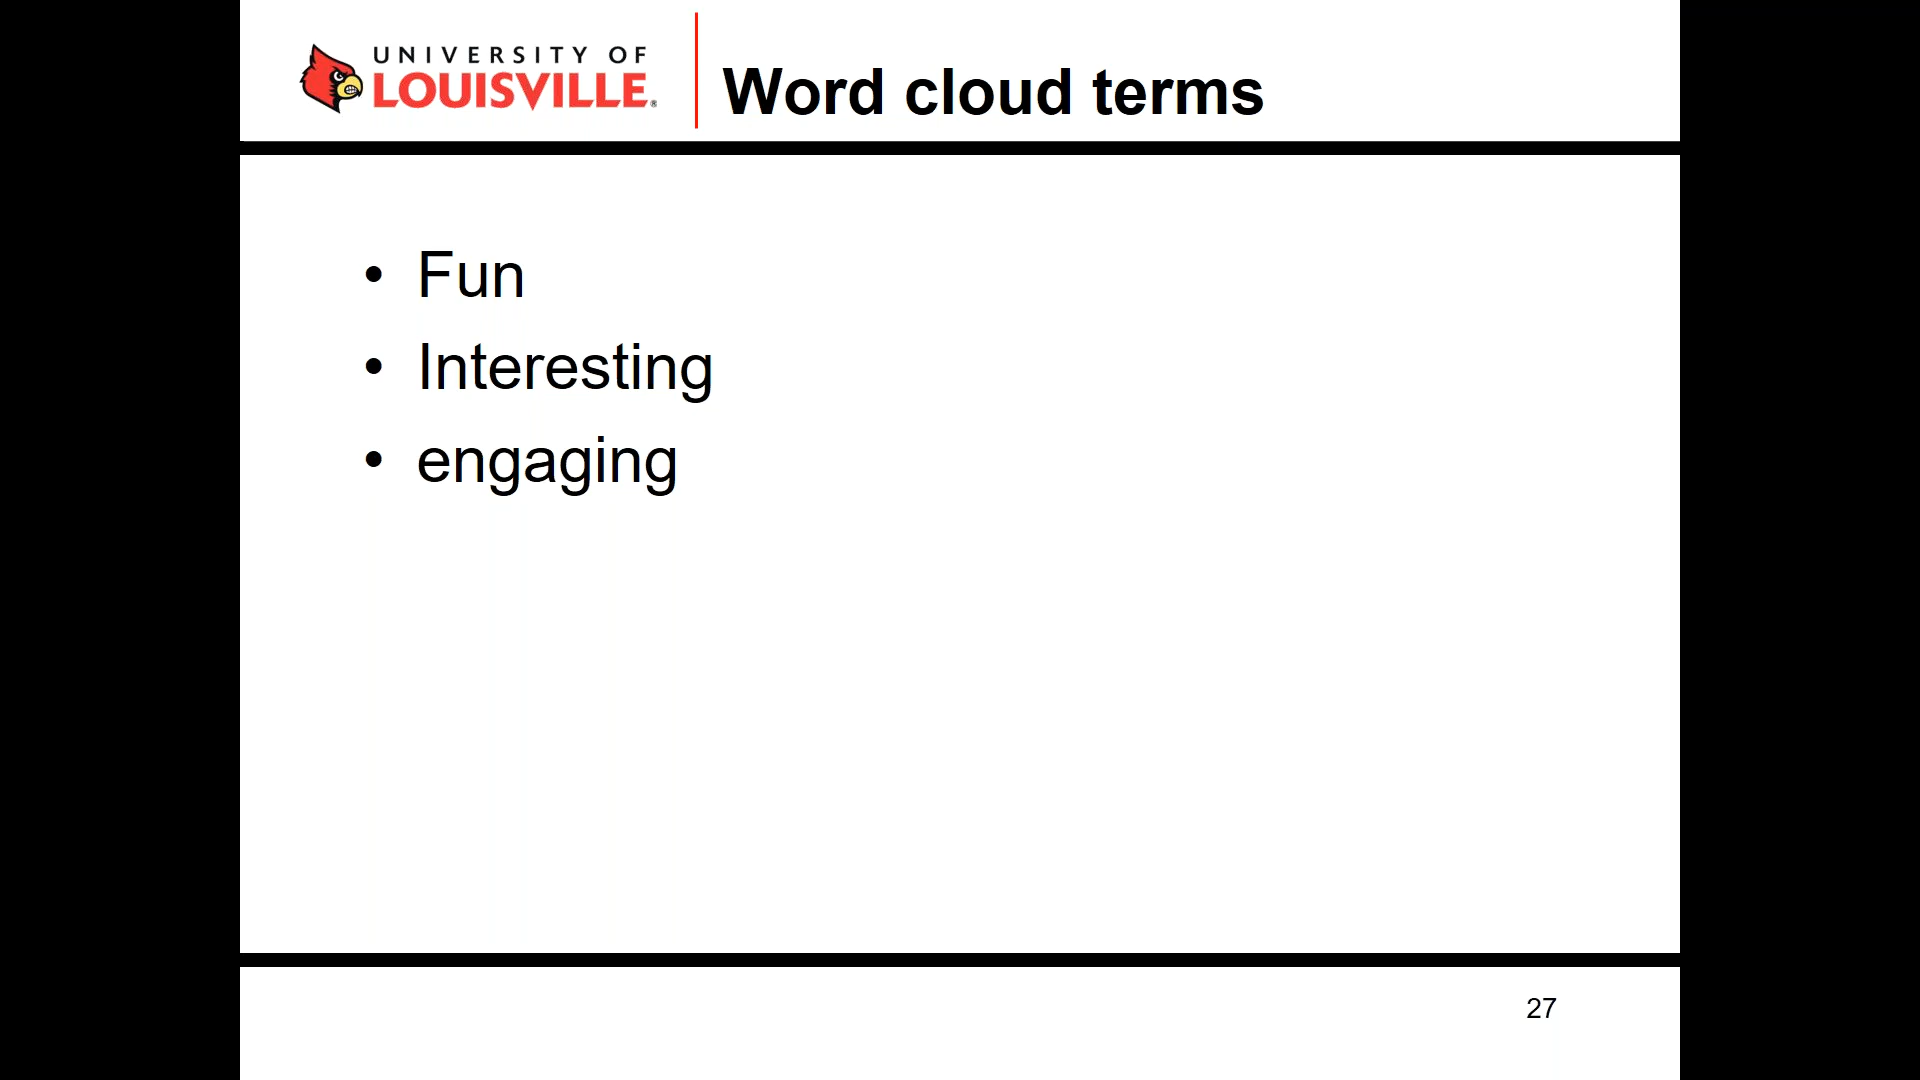 UNIVERSITY OF
LOUISVILLE®
Word cloud terms
• Fun
• Interesting
• engaging
27